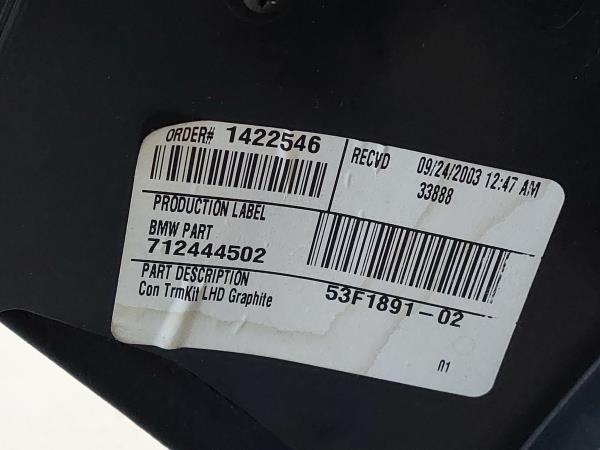 ORDER# 1422546
RECVD 09/24/2003 12:47 AM
33888
PRODUCTION LABEL
BMW PART
712444502
PART DESCRIPTION
Con TrmKit LHD Graphite
53F1891-02
01